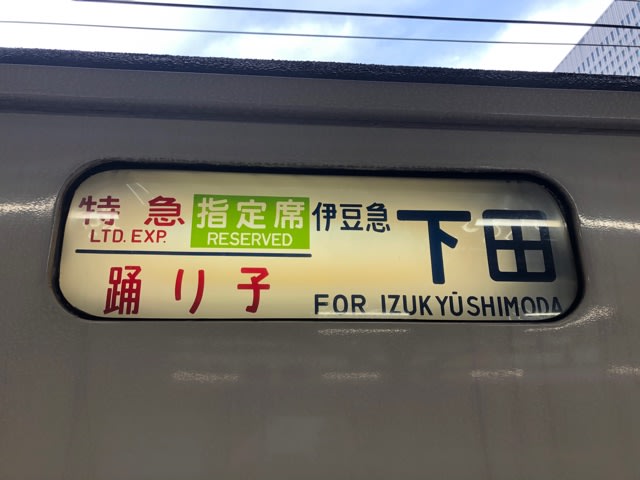 特急 指定席 伊豆急 下田
LTD. EXP. RESERVED
踊り子 FOR IZUKYŪSHIMODA